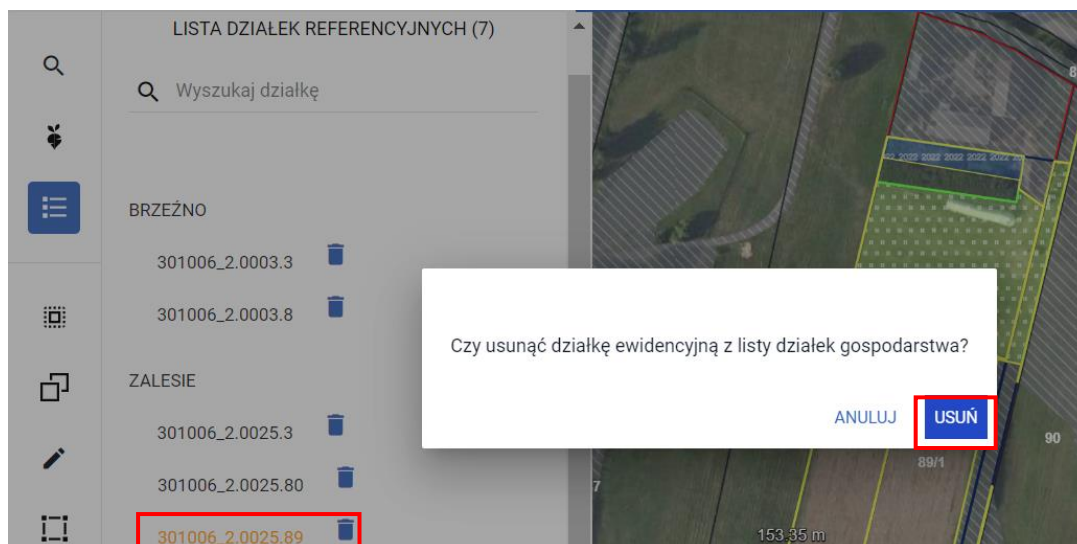 LISTA DZIAŁEK REFERENCYJNYCH (7)
Wyszukaj działkę
BRZEŹNO
301006_2.0003.3
301006_2.0003.8
ZALESIE
301006_2.0025.3
301006_2.0025.80
301006_2.0025.89
Czy usunąć działkę ewidencyjną z listy działek gospodarstwa?
ANULUJ
USUŃ
8
2022 2022 2022 2022 2022
90
89/1
7
153.35 m